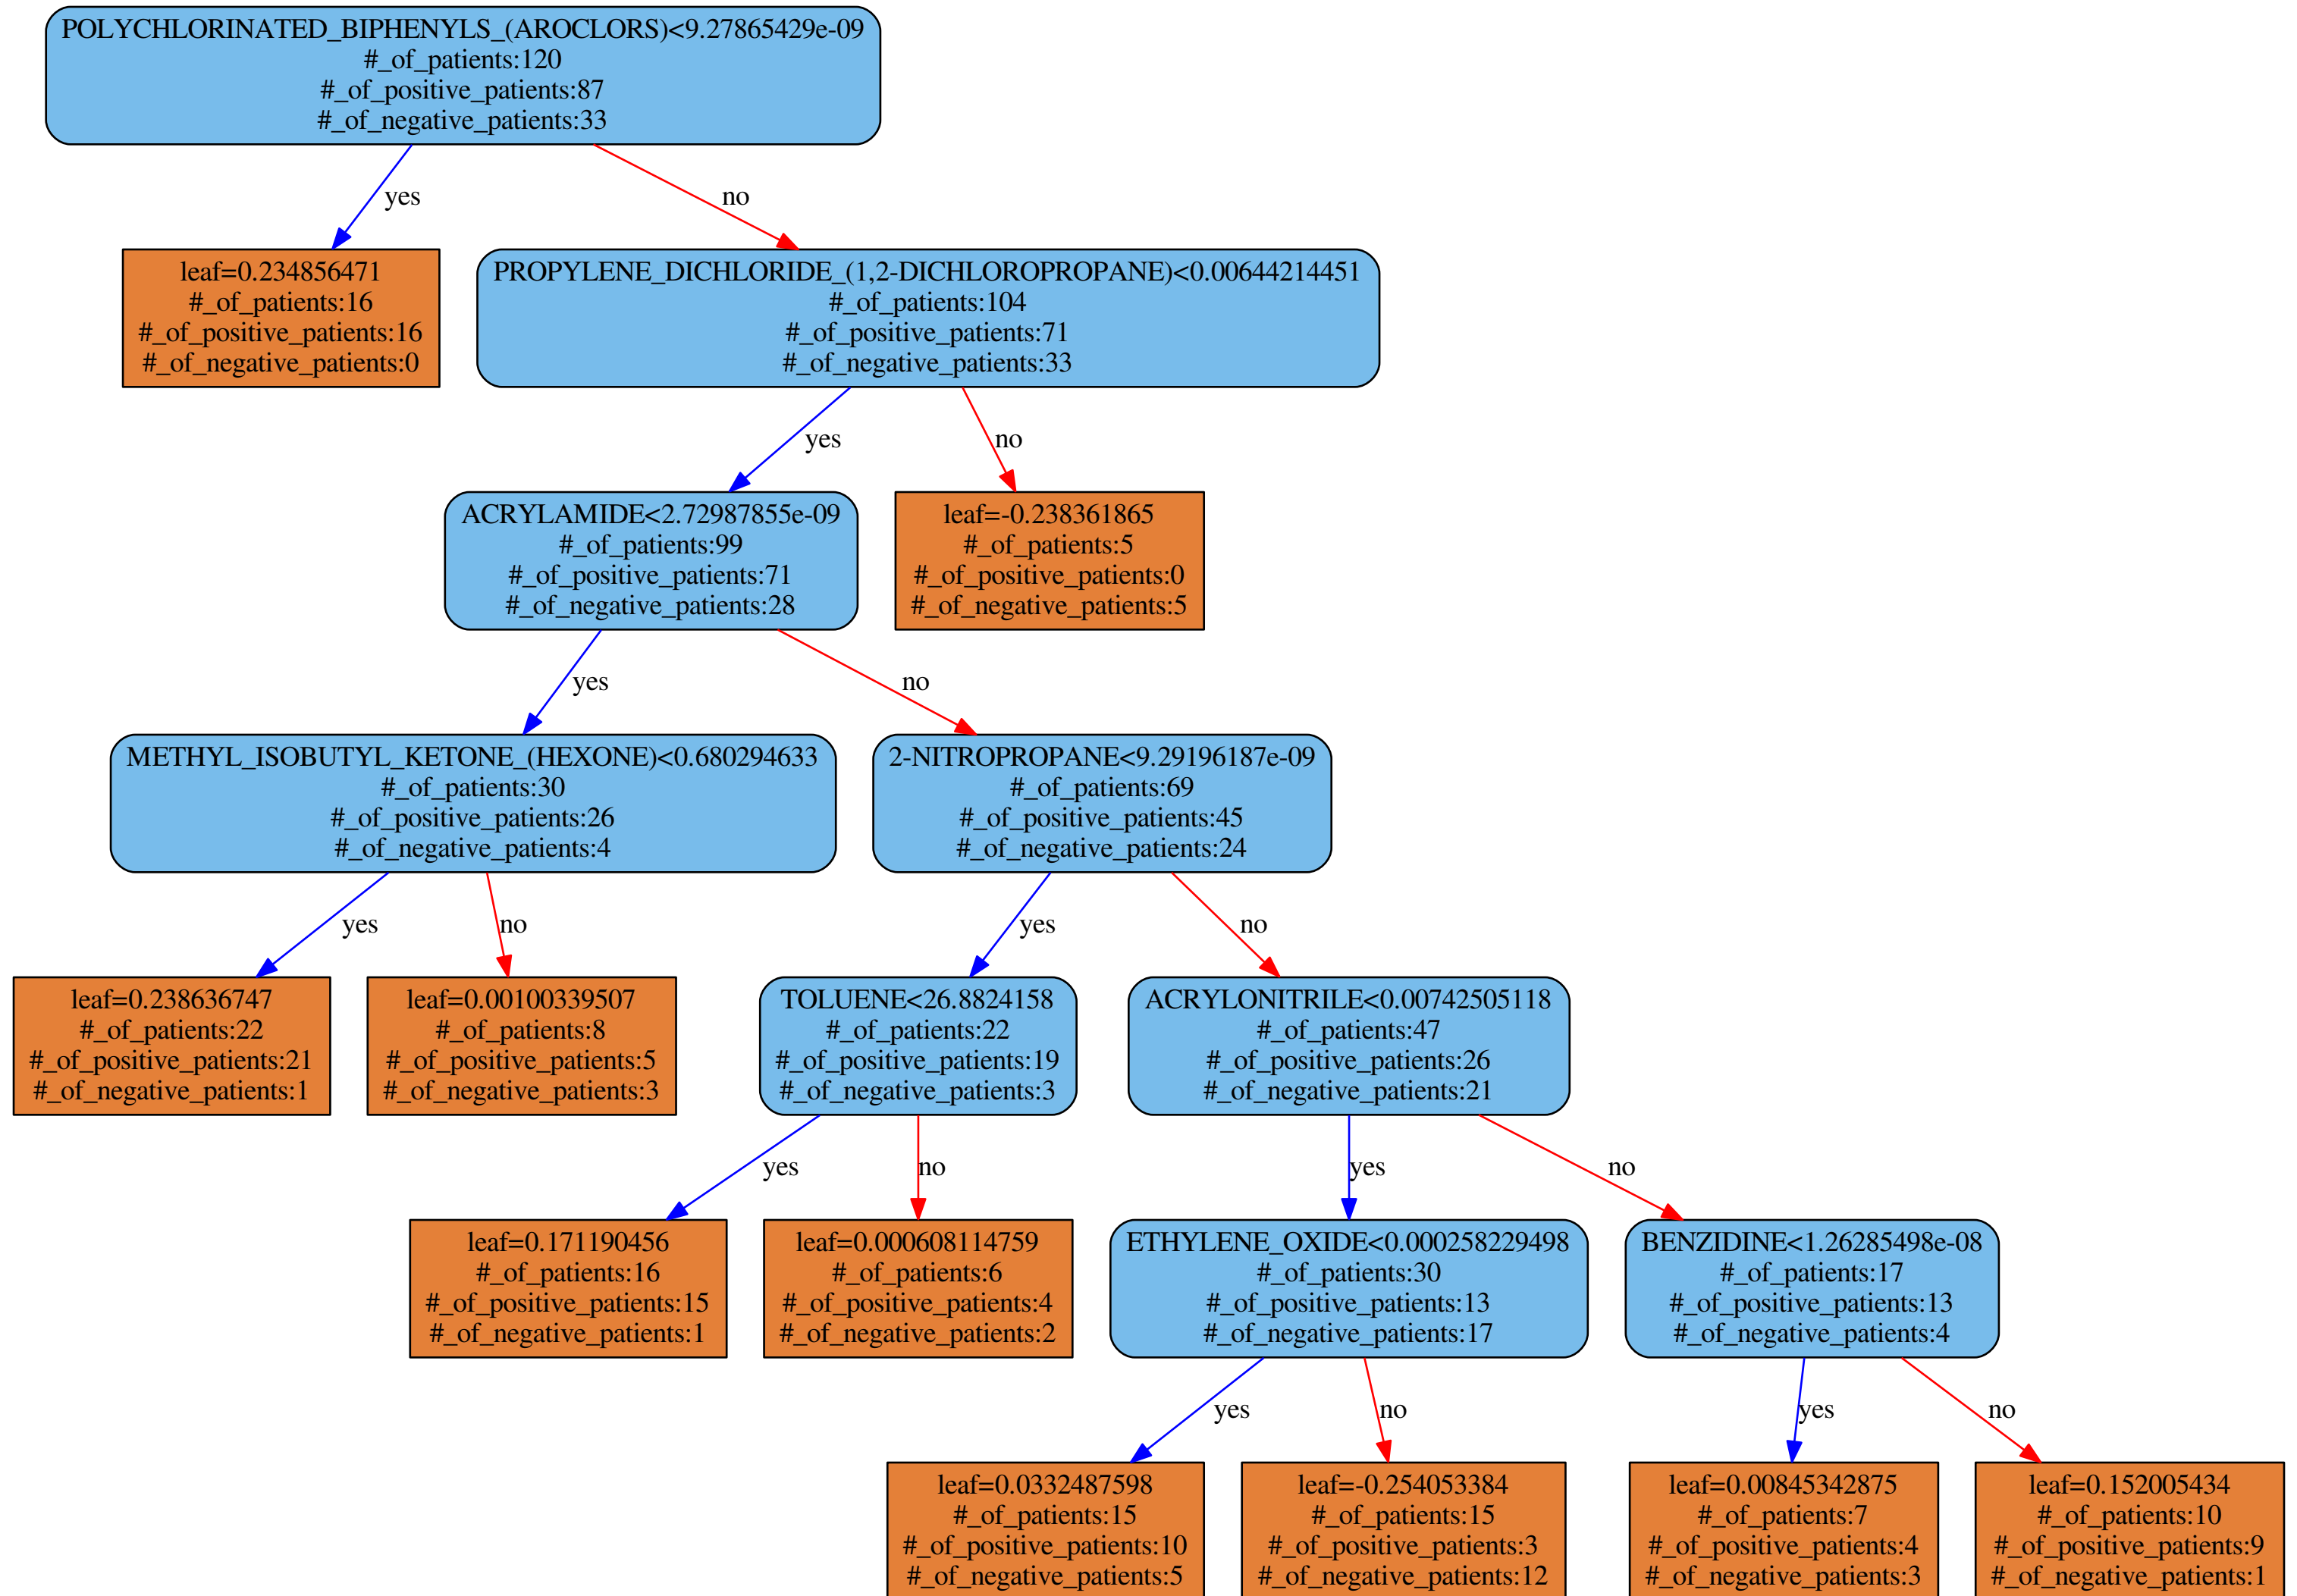 POLYCHLORINATED_BIPHENYLS_(AROCLORS)<9.27865429e-09
#_of_patients:120
#_of_positive_patients:87
#_of_negative_patients:33
yes
no
leaf=0.234856471
#_of_patients:16
#_of_positive_patients:16
#_of_negative_patients:0
PROPYLENE_DICHLORIDE_(1,2-DICHLOROPROPANE)<0.00644214451
#_of_patients:104
#_of_positive_patients:71
#_of_negative_patients:33
yes
no
ACRYLAMIDE<2.72987855e-09
#_of_patients:99
#_of_positive_patients:71
#_of_negative_patients:28
leaf=-0.238361865
#_of_patients:5
#_of_positive_patients:0
#_of_negative_patients:5
yes
no
METHYL_ISOBUTYL_KETONE_(HEXONE)<0.680294633
#_of_patients:30
#_of_positive_patients:26
#_of_negative_patients:4
2-NITROPROPANE<9.29196187e-09
#_of_patients:69
#_of_positive_patients:45
#_of_negative_patients:24
yes
no
yes
no
leaf=0.238636747
#_of_patients:22
#_of_positive_patients:21
#_of_negative_patients:1
leaf=0.00100339507
#_of_patients:8
#_of_positive_patients:5
#_of_negative_patients:3
TOLUENE<26.8824158
#_of_patients:22
#_of_positive_patients:19
#_of_negative_patients:3
ACRYLONITRILE<0.00742505118
#_of_patients:47
#_of_positive_patients:26
#_of_negative_patients:21
yes
no
yes
no
leaf=0.171190456
#_of_patients:16
#_of_positive_patients:15
#_of_negative_patients:1
leaf=0.000608114759
#_of_patients:6
#_of_positive_patients:4
#_of_negative_patients:2
ETHYLENE_OXIDE<0.000258229498
#_of_patients:30
#_of_positive_patients:13
#_of_negative_patients:17
BENZIDINE<1.26285498e-08
#_of_patients:17
#_of_positive_patients:13
#_of_negative_patients:4
yes
no
yes
no
leaf=0.0332487598
#_of_patients:15
#_of_positive_patients:10
#_of_negative_patients:5
leaf=-0.254053384
#_of_patients:15
#_of_positive_patients:3
#_of_negative_patients:12
leaf=0.00845342875
#_of_patients:7
#_of_positive_patients:4
#_of_negative_patients:3
leaf=0.152005434
#_of_patients:10
#_of_positive_patients:9
#_of_negative_patients:1